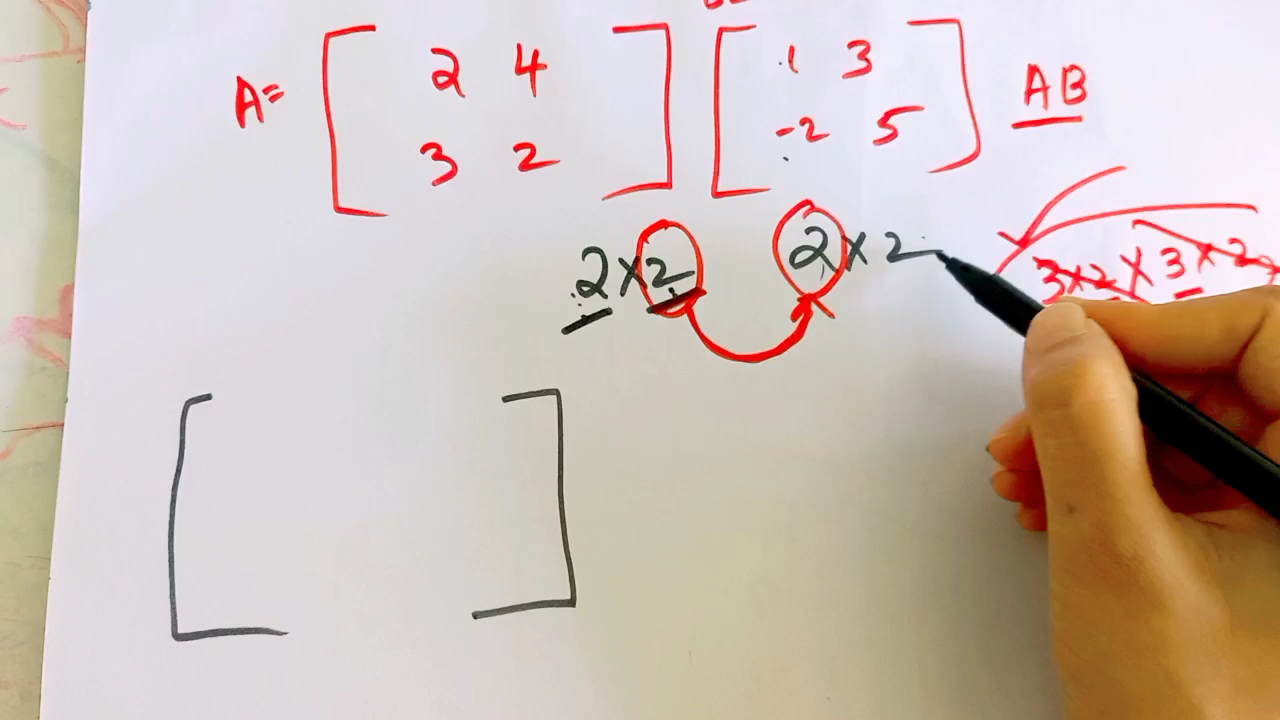 A= [ 2 4 ] [ 1 3 ] AB
[ 3 2 ] [ -2 5 ]
2×2 2×2
3×2 × 3×2
[ ]